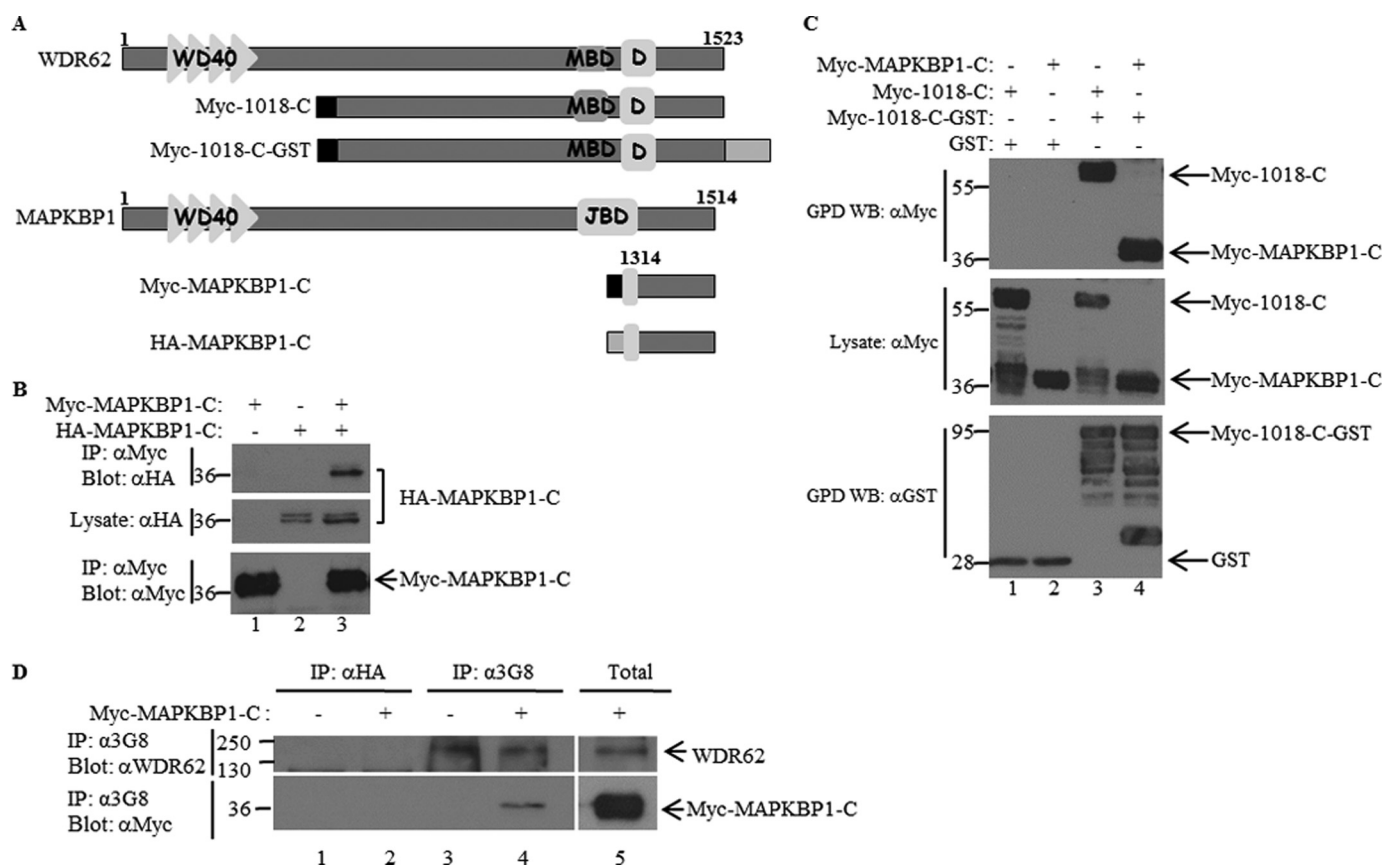 A
1
1523
WDR62
WD40
MBD
D
Myc-1018-C
MBD
D
Myc-1018-C-GST
MBD
D
1
1514
MAPKBP1
WD40
JBD
1314
Myc-MAPKBP1-C
HA-MAPKBP1-C
B
Myc-MAPKBP1-C: + - +
HA-MAPKBP1-C: - + +
IP: αMyc
Blot: αHA
36
HA-MAPKBP1-C
Lysate: αHA
36
IP: αMyc
Blot: αMyc
36
Myc-MAPKBP1-C
1 2 3
C
Myc-MAPKBP1-C: - + - +
Myc-1018-C: + - + -
Myc-1018-C-GST: - - + +
GST: + + - -
GPD WB: αMyc
55
36
Myc-1018-C
Myc-MAPKBP1-C
Lysate: αMyc
55
36
Myc-1018-C
Myc-MAPKBP1-C
GPD WB: αGST
95
28
Myc-1018-C-GST
GST
1 2 3 4
D
IP: αHA IP: α3G8 Total
Myc-MAPKBP1-C : - + - + +
IP: α3G8
Blot: αWDR62
250
130
WDR62
IP: α3G8
Blot: αMyc
36
Myc-MAPKBP1-C
1 2 3 4 5